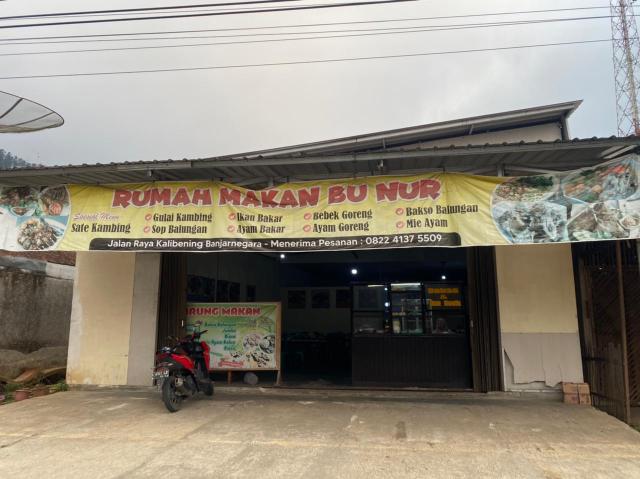 RUMAH MAKAN BU NUR
Spesial Menu
Safe Kambing
Gulai Kambing
Sop Balungan
Ikan Bakar
Ayam Bakar
Bebek Goreng
Ayam Goreng
Bakso Balungan
Mie Ayam
Jalan Raya Kalibening Banjarnegara - Menerima Pesanan : 0822 4137 5509
RUNG MAKAN